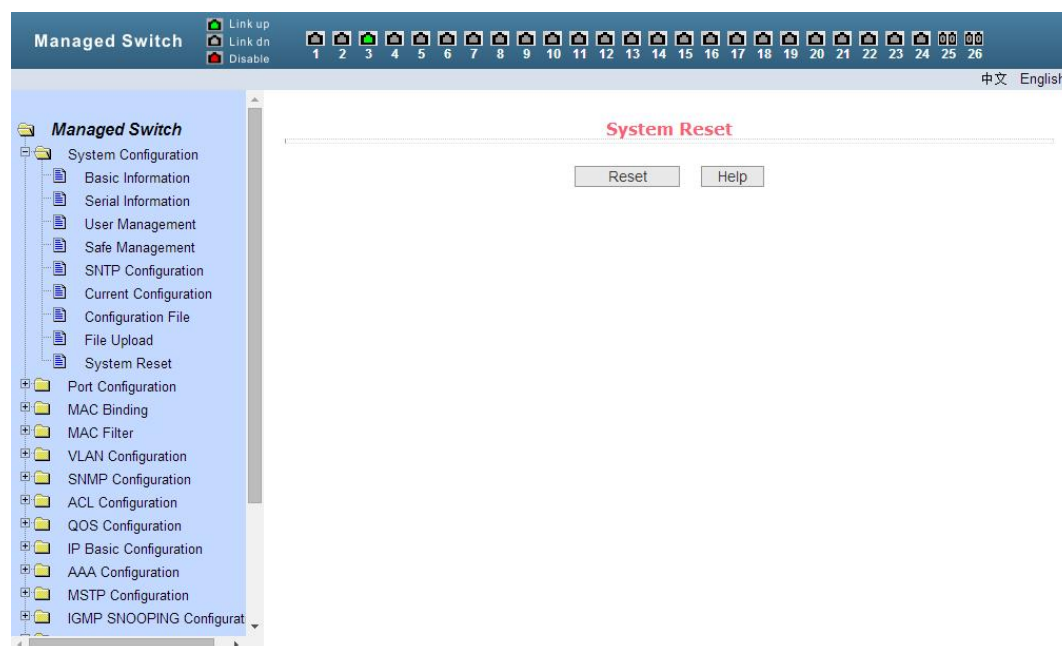 Managed Switch
Link up
Link dn
Disable
1 2 3 4 5 6 7 8 9 10 11 12 13 14 15 16 17 18 19 20 21 22 23 24 25 26
中文 English
Managed Switch
System Configuration
Basic Information
Serial Information
User Management
Safe Management
SNTP Configuration
Current Configuration
Configuration File
File Upload
System Reset
Port Configuration
MAC Binding
MAC Filter
VLAN Configuration
SNMP Configuration
ACL Configuration
QOS Configuration
IP Basic Configuration
AAA Configuration
MSTP Configuration
IGMP SNOOPING Configurat
System Reset
Reset Help